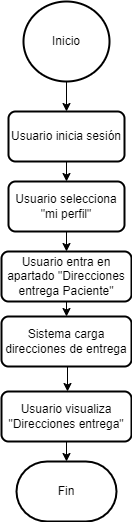 Inicio
Usuario inicia sesión
Usuario selecciona
"mi perfil"
Usuario entra en
apartado "Direcciones
entrega Paciente"
Sistema carga
direcciones de entrega
Usuario visualiza
"Direcciones entrega"
Fin